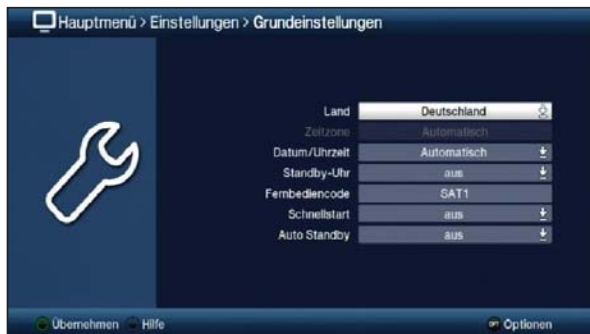 Hauptmenü > Einstellungen > Grundeinstellungen
Land Deutschland
Zeitzone Automatisch
Datum/Uhrzeit Automatisch
Standby-Uhr aus
Fernbediencode SAT1
Schnellstart aus
Auto Standby aus
Übernehmen Hilfe OPT Optionen